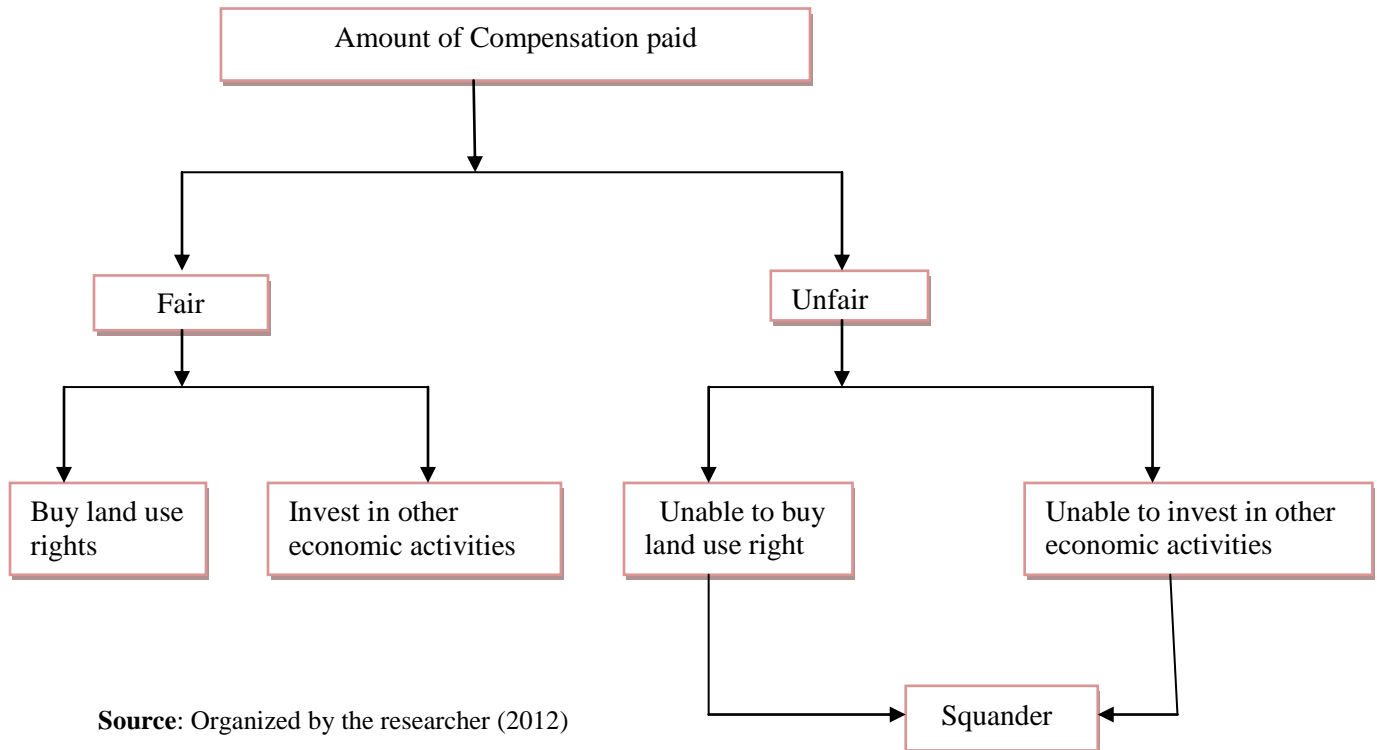 Amount of Compensation paid
Fair
Unfair
Buy land use
rights
Invest in other
economic activities
Unable to buy
land use right
Unable to invest in other
economic activities
Squander
Source: Organized by the researcher (2012)